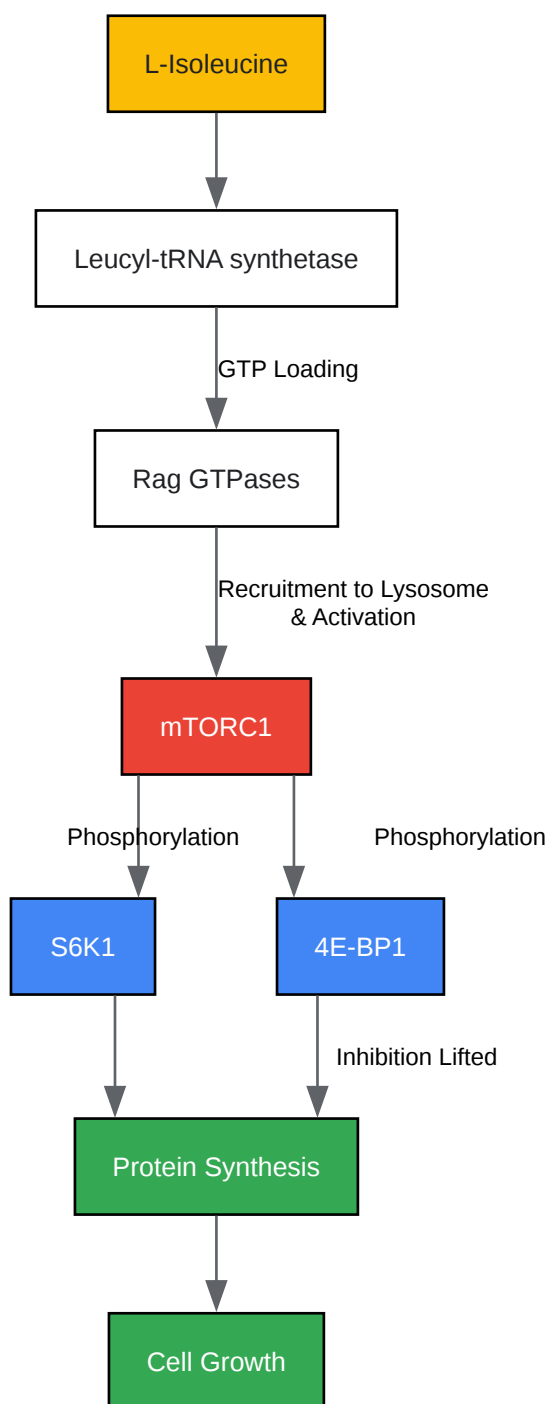 L-Isoleucine
Leucyl-tRNA synthetase
GTP Loading
Rag GTPases
Recruitment to Lysosome
& Activation
mTORC1
Phosphorylation
Phosphorylation
S6K1
4E-BP1
Inhibition Lifted
Protein Synthesis
Cell Growth